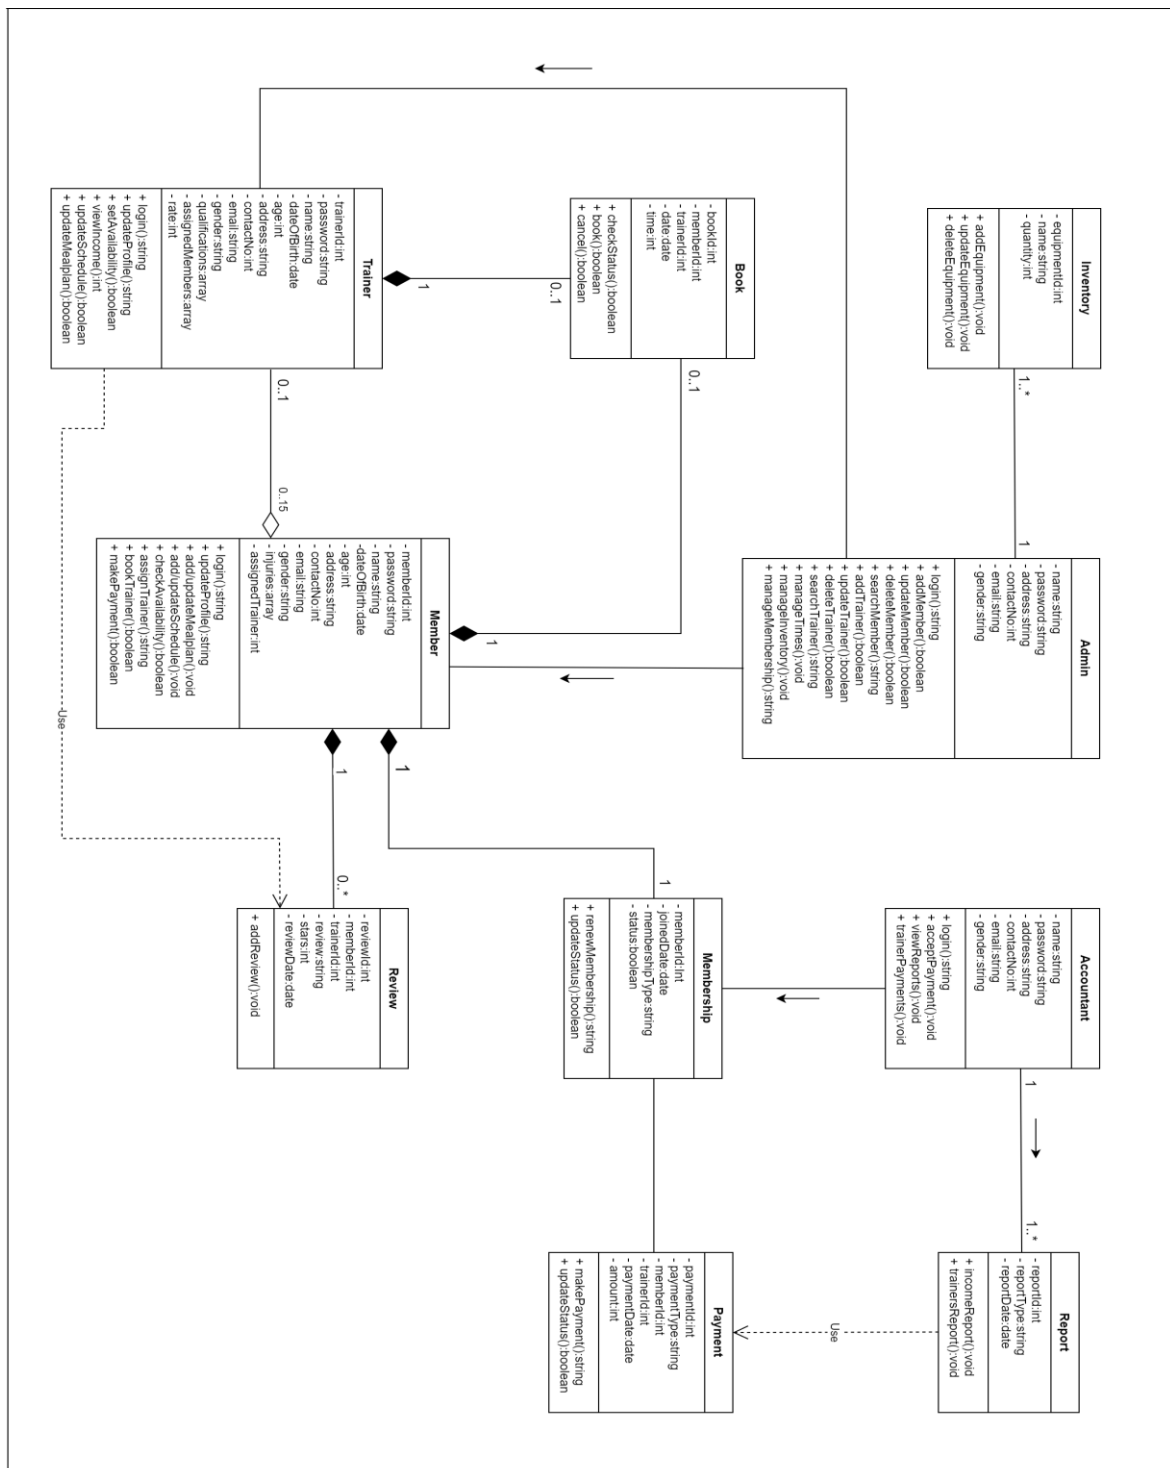 Inventory
- equipmentId:int
- name:string
- quantity:int
+ addEquipment():void
+ updateEquipment():void
+ deleteEquipment():void
1..*
1
Admin
- name:string
- password:string
- address:string
- contactNo:int
- email:string
- gender:string
+ login():string
+ addMember():boolean
+ updateMember():boolean
+ deleteMember():boolean
+ searchMember():string
+ addTrainer():boolean
+ updateTrainer():boolean
+ deleteTrainer():boolean
+ searchTrainer():string
+ manageTimes():void
+ manageInventory():void
+ manageMembership():string
Accountant
- name:string
- password:string
- address:string
- contactNo:int
- email:string
- gender:string
+ login():string
+ acceptPayment():void
+ viewReports():void
+ trainerPayments():void
1
1..*
Report
- reportId:int
- reportType:string
- reportDate:date
+ incomeReport():void
+ trainersReport():void
Use
Book
- bookId:int
- memberId:int
- trainerId:int
- date:date
- time:int
+ checkStatus():boolean
+ book():boolean
+ cancel():boolean
0..1
0..1
1
1
Membership
- memberId:Int
- joinedDate:date
- membershipType:string
- status:boolean
+ renewMembership():string
+ updateStatus():boolean
1
Payment
- paymentId:int
- paymentType:string
- memberId:int
- trainerId:int
- paymentDate:date
- amount:int
+ makePayment():string
+ updateStatus():boolean
Trainer
- trainerId:int
- password:string
- name:string
- dateOfBirth:date
- age:int
- address:string
- contactNo:int
- email:string
- gender:string
- qualifications:array
- assignedMembers:array
- rate:int
+ login():string
+ updateProfile():string
+ setAvailability():boolean
+ viewIncome():int
+ updateSchedule():boolean
+ updateMealplan():boolean
0..1
0..15
Member
- memberId:int
- password:string
- name:string
-dateOfBirth:date
- age:int
- address:string
- contactNo:int
- email:string
- gender:string
- injuries:array
- assignedTrainer:int
+ login():string
+ updateProfile():string
+ add/updateMealplan():void
+ add/updateSchedule():void
+ checkAvailability():boolean
+ assignTrainer():string
+ bookTrainer():boolean
+ makePayment():boolean
1
1
0..*
Review
- reviewId:int
- memberId:int
- trainerId:int
- review:string
- stars:int
- reviewDate:date
+ addReview():void
Use